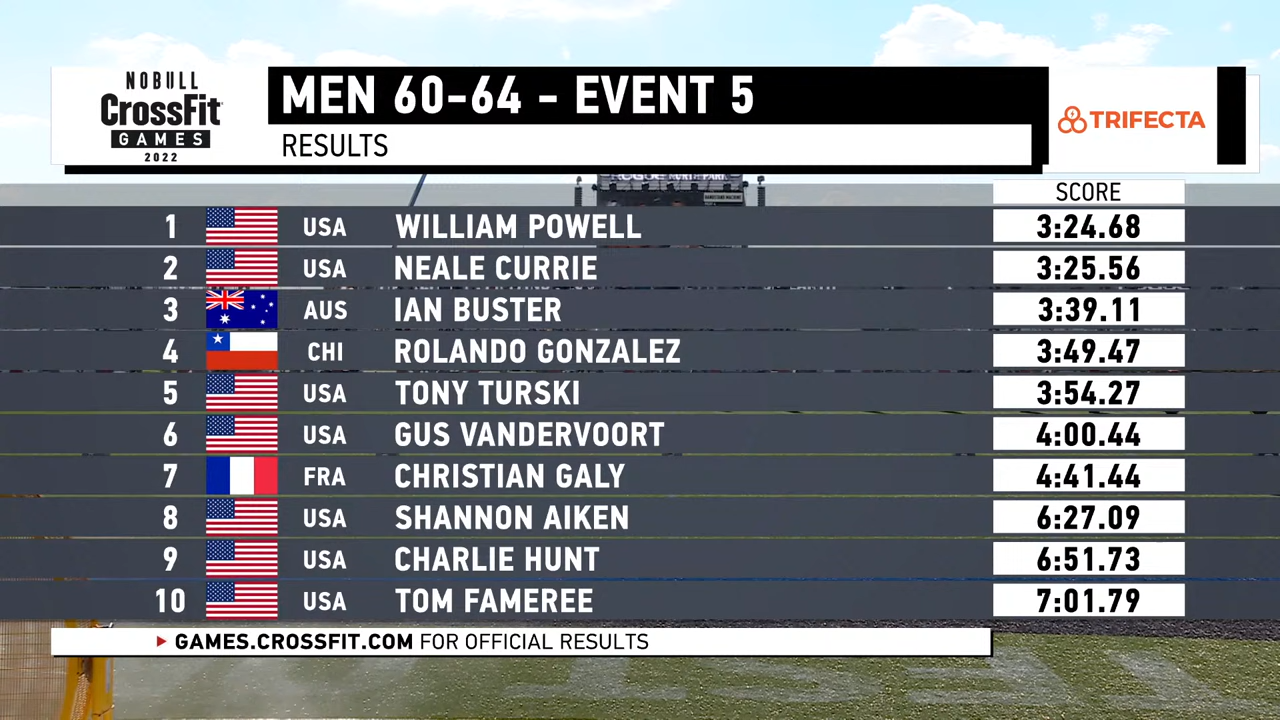 NOBULL
CrossFit
GAMES
2022
MEN 60-64 - EVENT 5
RESULTS
TRIFECTA
SCORE
1 USA WILLIAM POWELL 3:24.68
2 USA NEALE CURRIE 3:25.56
3 AUS IAN BUSTER 3:39.11
4 CHI ROLANDO GONZALEZ 3:49.47
5 USA TONY TURSKI 3:54.27
6 USA GUS VANDERVOORT 4:00.44
7 FRA CHRISTIAN GALY 4:41.44
8 USA SHANNON AIKEN 6:27.09
9 USA CHARLIE HUNT 6:51.73
10 USA TOM FAMEREE 7:01.79
GAMES.CROSSFIT.COM FOR OFFICIAL RESULTS